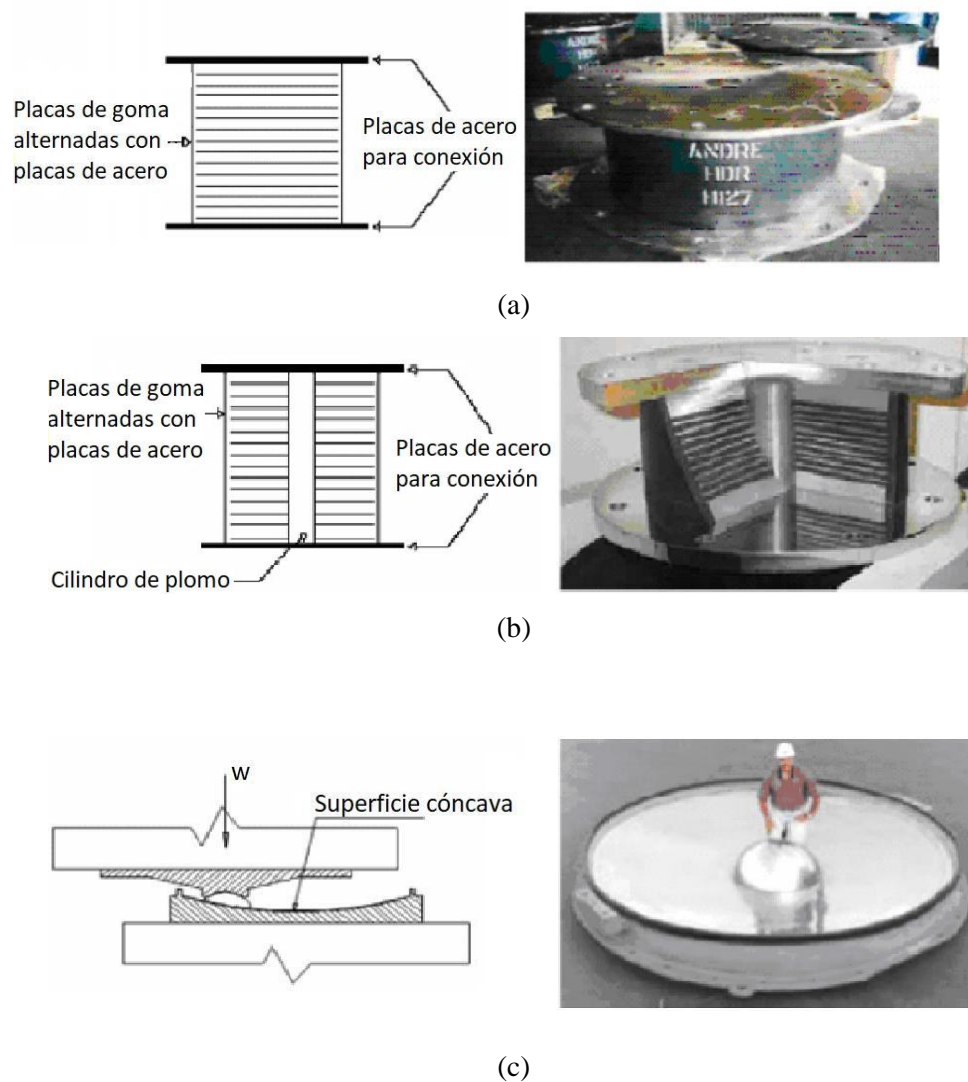 Placas de goma
alternadas con
placas de acero
Placas de acero
para conexión
ANDRE
HDR
H127
(a)
Placas de goma
alternadas con
placas de acero
Placas de acero
para conexión
Cilindro de plomo
(b)
W
Superficie cóncava
(c)